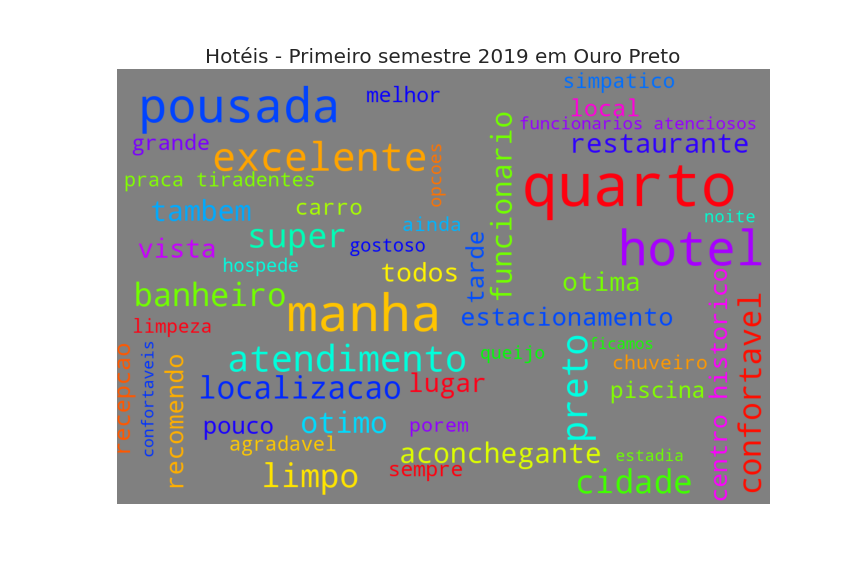 Hotéis - Primeiro semestre 2019 em Ouro Preto
simpatico
pousada
melhor
local
funcionarios atenciosos
grande
restaurante
excelente
opcoes
funcionario
praca tiradentes
quarto
tambem
carro
noite
ainda
super
vista
gostoso
hotel
hospede
todos
tarde
otima
banheiro
manha
estacionamento
limpeza
centro historico
confortavel
recepcao
confortaveis
recomendo
atendimento
queijo
preto
ficamos
chuveiro
localizacao
lugar
piscina
pouco
otimo
porem
agradavel
aconchegante
estadia
limpo
sempre
cidade